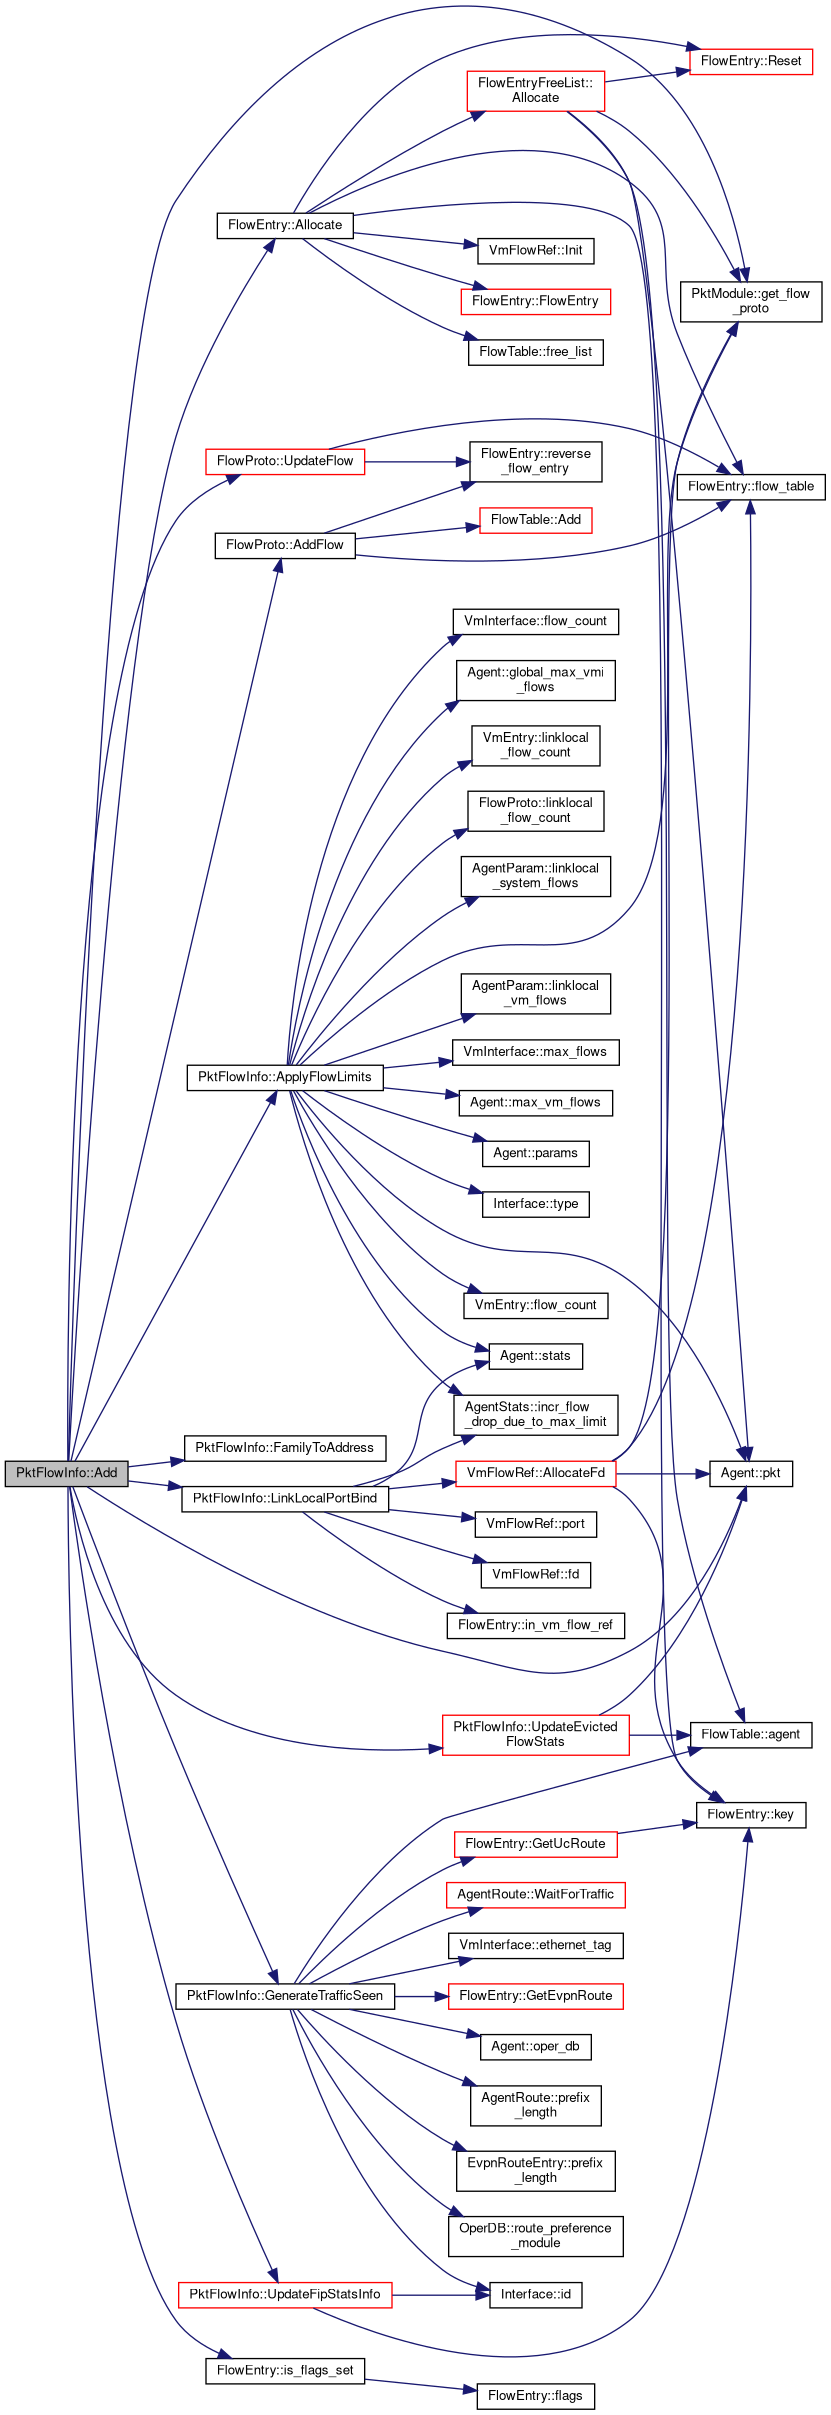 FlowEntry::Reset
FlowEntryFreeList::
Allocate
FlowEntry::Allocate
VmFlowRef::Init
FlowEntry::FlowEntry
PktModule::get_flow
_proto
FlowTable::free_list
FlowProto::UpdateFlow
FlowEntry::reverse
_flow_entry
FlowEntry::flow_table
FlowTable::Add
FlowProto::AddFlow
VmInterface::flow_count
Agent::global_max_vmi
_flows
VmEntry::linklocal
_flow_count
FlowProto::linklocal
_flow_count
AgentParam::linklocal
_system_flows
AgentParam::linklocal
_vm_flows
VmInterface::max_flows
PktFlowInfo::ApplyFlowLimits
Agent::max_vm_flows
Agent::params
Interface::type
VmEntry::flow_count
Agent::stats
AgentStats::incr_flow
_drop_due_to_max_limit
PktFlowInfo::FamilyToAddress
PktFlowInfo::Add
VmFlowRef::AllocateFd
Agent::pkt
PktFlowInfo::LinkLocalPortBind
VmFlowRef::port
VmFlowRef::fd
FlowEntry::in_vm_flow_ref
PktFlowInfo::UpdateEvicted
FlowStats
FlowTable::agent
FlowEntry::key
FlowEntry::GetUcRoute
AgentRoute::WaitForTraffic
VmInterface::ethernet_tag
PktFlowInfo::GenerateTrafficSeen
FlowEntry::GetEvpnRoute
Agent::oper_db
AgentRoute::prefix
_length
EvpnRouteEntry::prefix
_length
OperDB::route_preference
_module
PktFlowInfo::UpdateFipStatsInfo
Interface::id
FlowEntry::is_flags_set
FlowEntry::flags